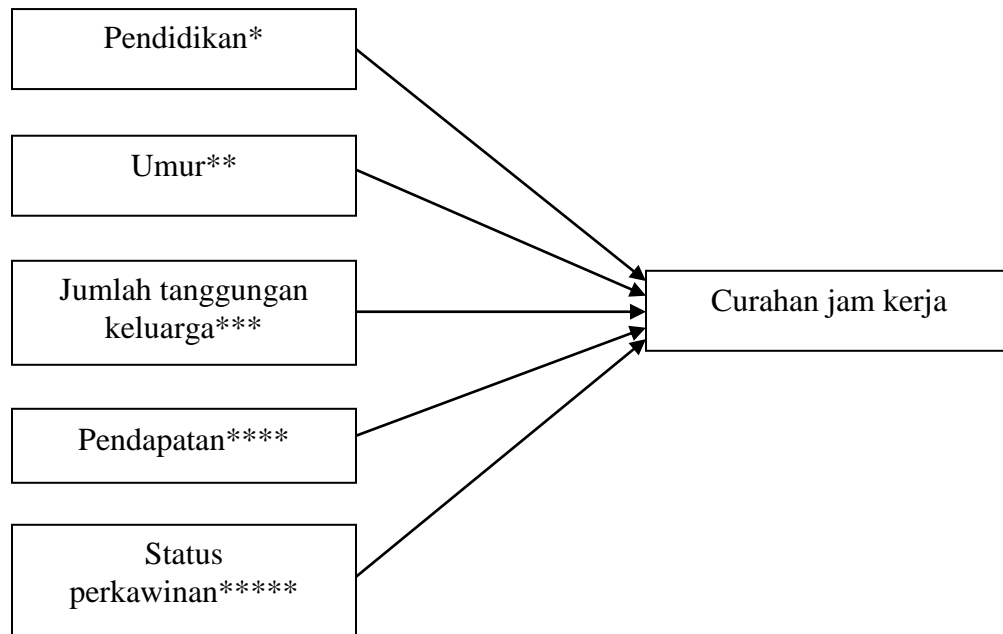 Pendidikan*
Umur**
Jumlah tanggungan
keluarga***
Pendapatan****
Status
perkawinan*****
Curahan jam kerja